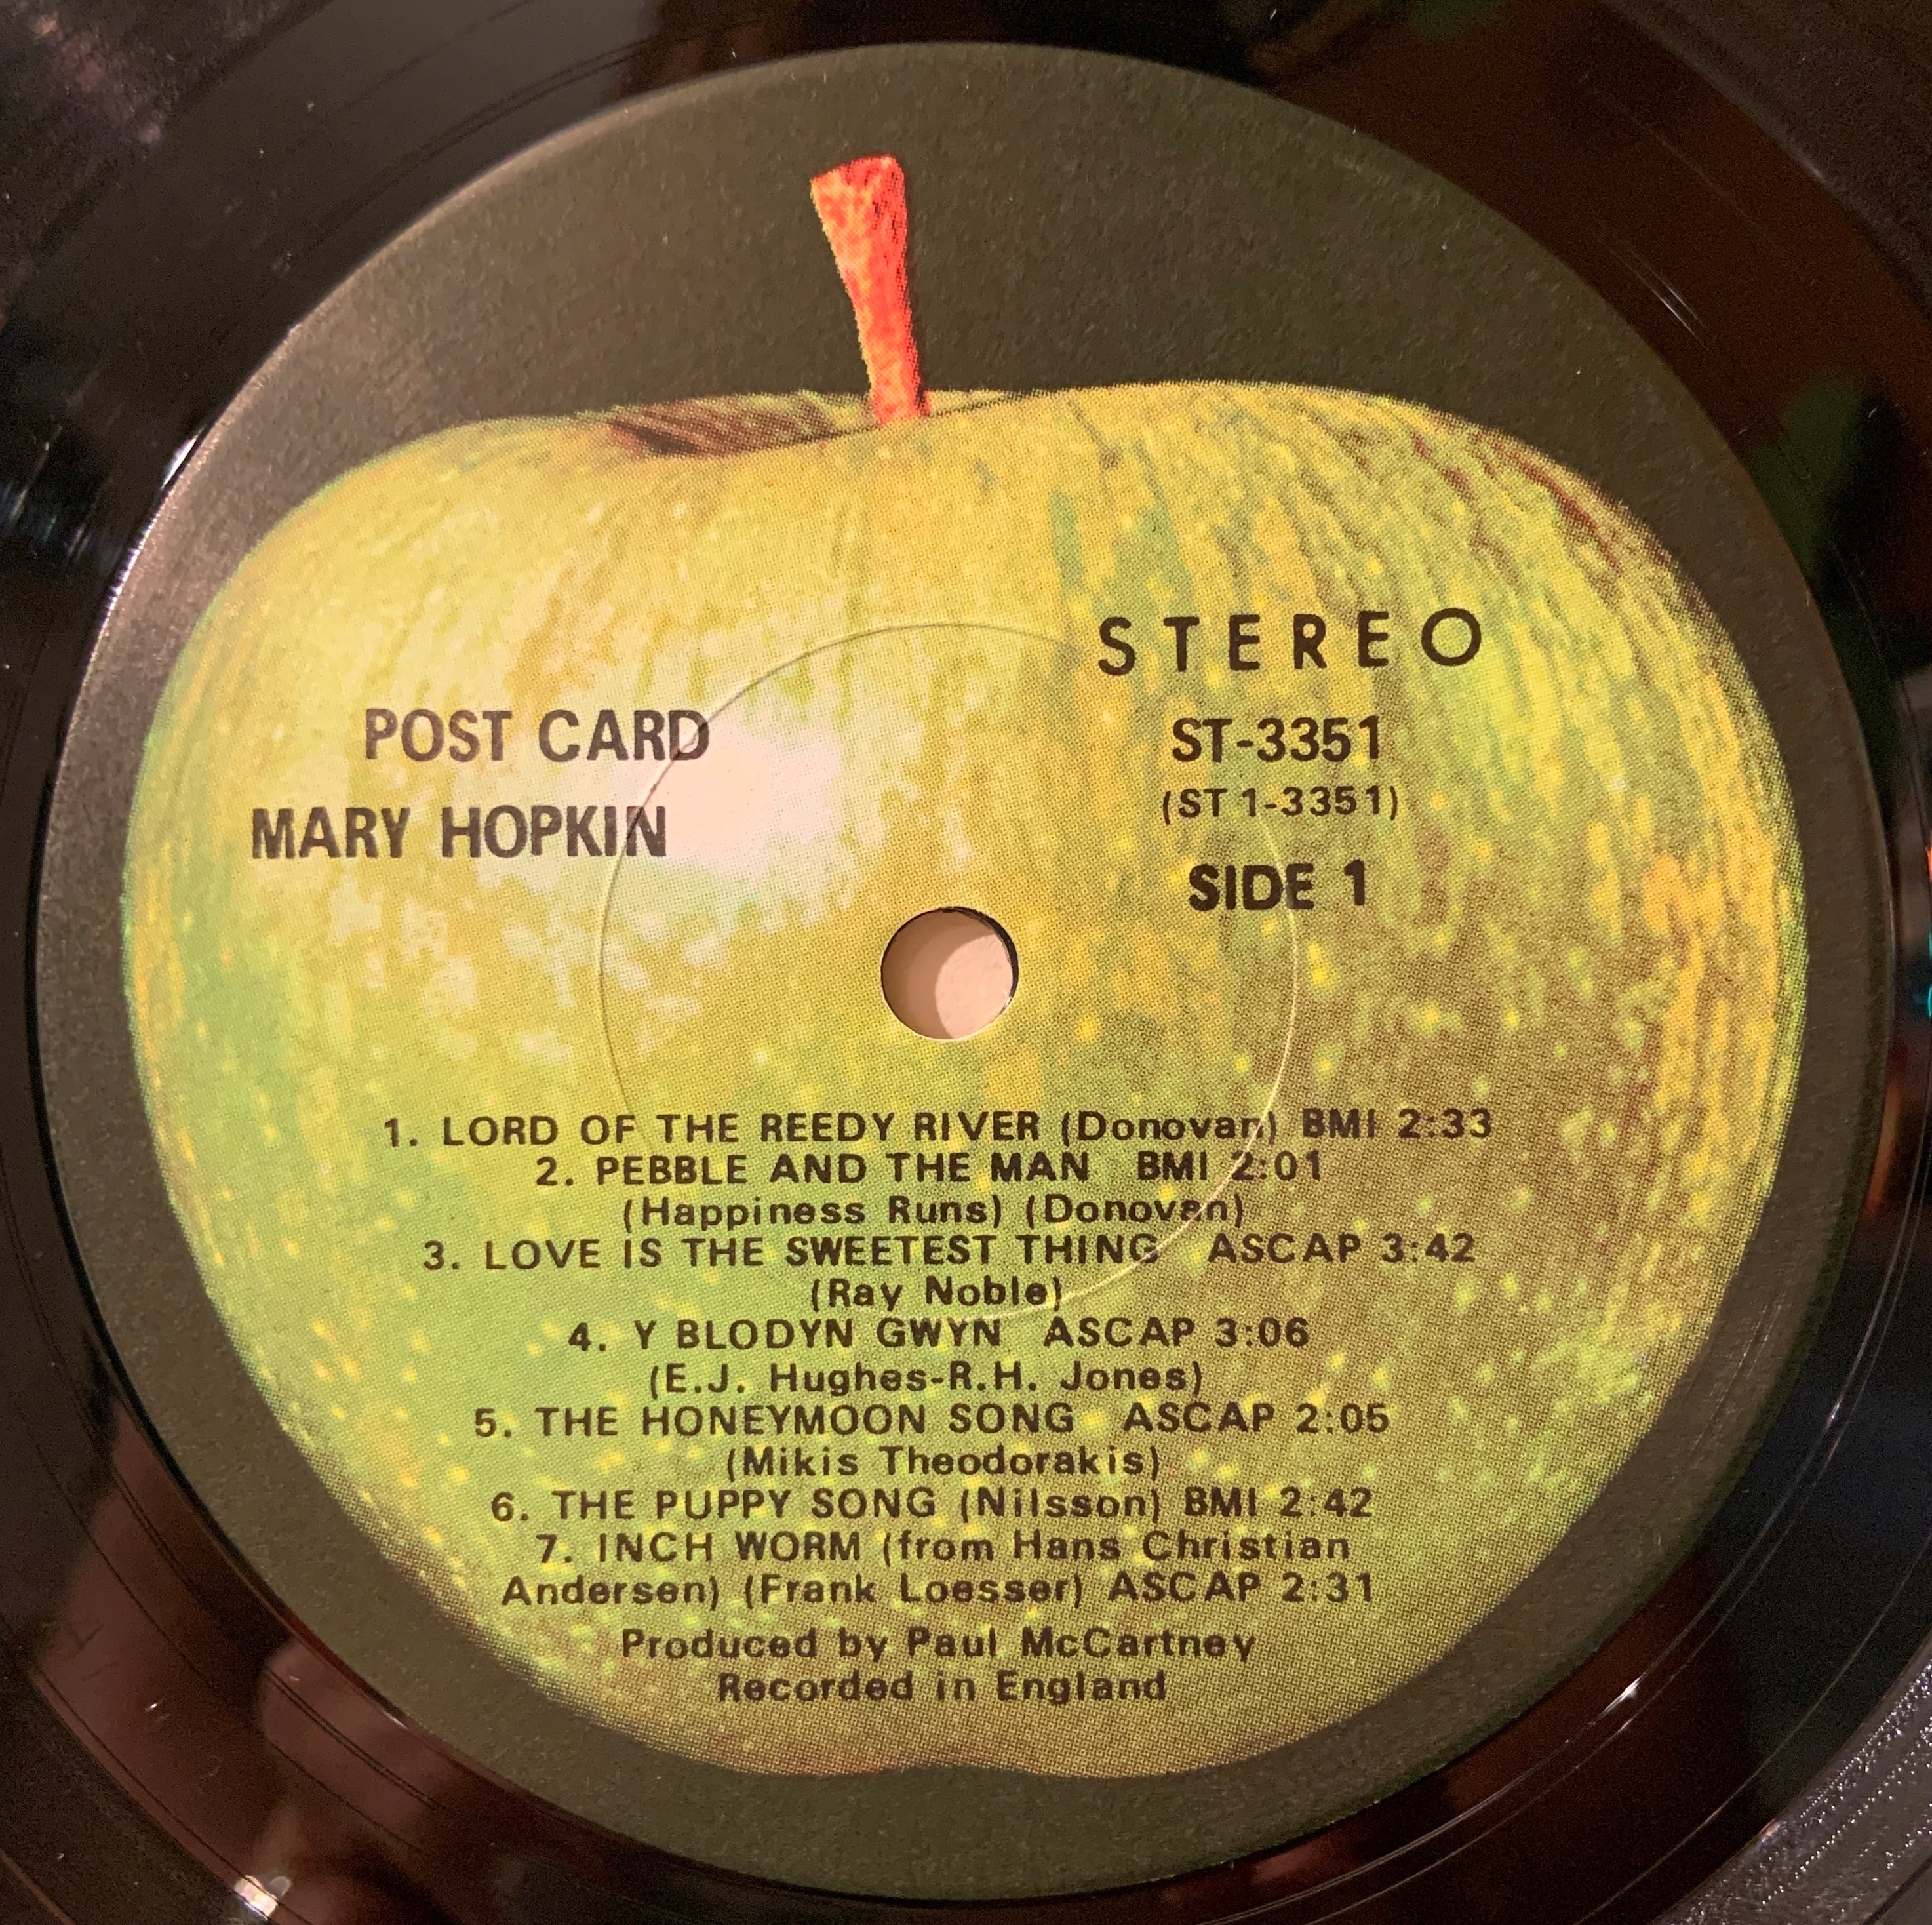 STEREO
POST CARD
MARY HOPKIN
ST-3351
(ST 1-3351)
SIDE 1
1. LORD OF THE REEDY RIVER (Donovan) BMI 2:33
2. PEBBLE AND THE MAN BMI 2:01
(Happiness Runs) (Donovan)
3. LOVE IS THE SWEETEST THING ASCAP 3:42
(Ray Noble)
4. Y BLODYN GWYN ASCAP 3:06
(E.J. Hughes-R.H. Jones)
5. THE HONEYMOON SONG ASCAP 2:05
(Mikis Theodorakis)
6. THE PUPPY SONG (Nilsson) BMI 2:42
7. INCH WORM (from Hans Christian
Andersen) (Frank Loesser) ASCAP 2:31
Produced by Paul McCartney
Recorded in England